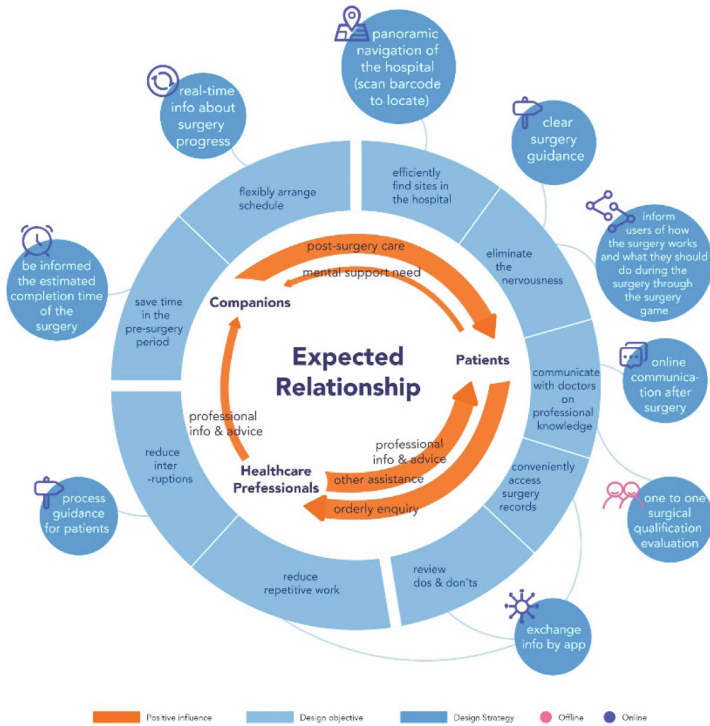 panoramic
navigation of
the hospital
(scan barcode
to locate)
real-time
info about
surgery
progress
clear
surgery
guidance
flexibly arrange
schedule
efficiently
find sites in
the hospital
inform
users of how
the surgery works
and what they should
do during the
surgery through
the surgery
game
eliminate
the
nervousness
post-surgery care
mental support need
be informed
the estimated
completion time
of the
surgery
save time
in the
pre-surgery
period
Companions
Expected
Relationship
Patients
communicate
with doctors
on
professional
knowledge
online
communica-
tion after
surgery
professional
info & advice
professional
info & advice
reduce
inter
-ruptions
Healthcare
Prefessionals
other assistance
orderly enquiry
conveniently
access
surgery
records
process
guidance
for patients
one to one
surgical
qualification
evaluation
reduce
repetitive work
review
dos & don'ts
exchange
info by app
Positive influence
Design objective
Design Strategy
Offline
Online